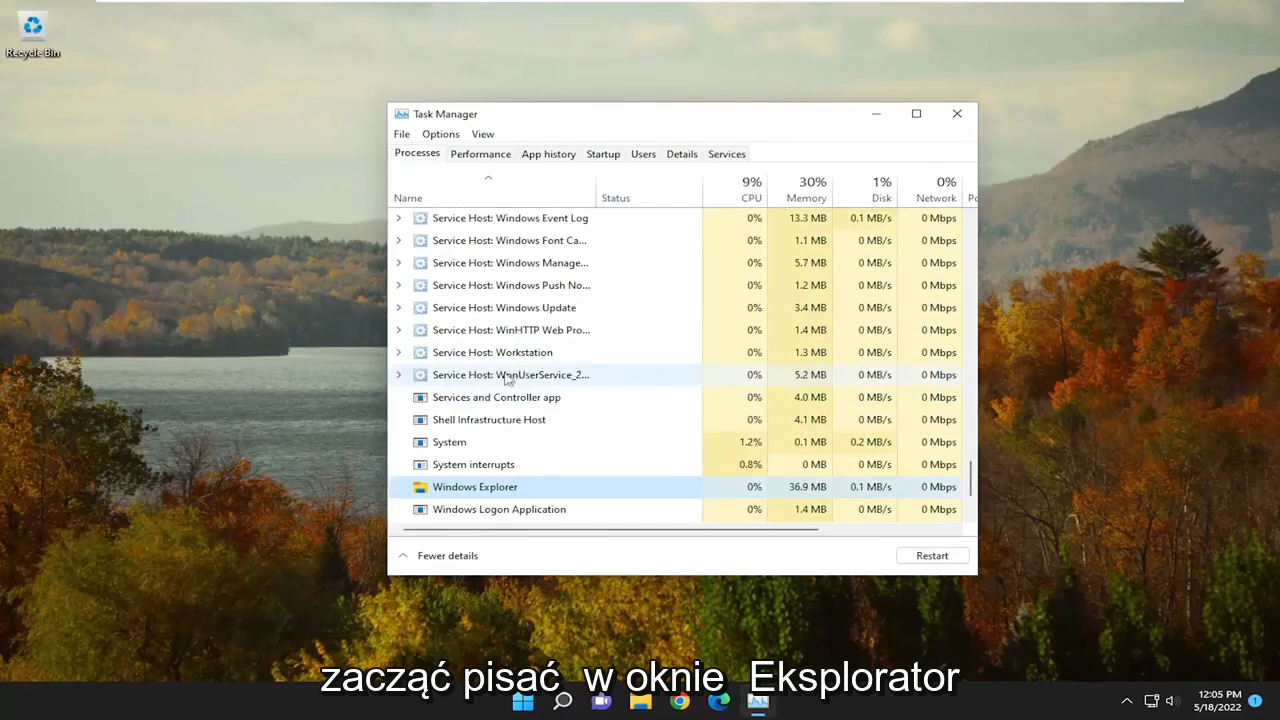 Recycle Bin
Task Manager
File Options View
Processes Performance App history Startup Users Details Services
9% 30% 1% 0%
Name Status CPU Memory Disk Network Po
Service Host: Windows Event Log 0% 13.3 MB 0.1 MB/s 0 Mbps
Service Host: Windows Font Ca... 0% 1.1 MB 0 MB/s 0 Mbps
Service Host: Windows Manage... 0% 5.7 MB 0 MB/s 0 Mbps
Service Host: Windows Push No... 0% 1.2 MB 0 MB/s 0 Mbps
Service Host: Windows Update 0% 3.4 MB 0 MB/s 0 Mbps
Service Host: WinHTTP Web Pro... 0% 1.4 MB 0 MB/s 0 Mbps
Service Host: Workstation 0% 1.3 MB 0 MB/s 0 Mbps
Service Host: WpnUserService_2... 0% 5.2 MB 0 MB/s 0 Mbps
Services and Controller app 0% 4.0 MB 0 MB/s 0 Mbps
Shell Infrastructure Host 0% 4.1 MB 0 MB/s 0 Mbps
System 1.2% 0.1 MB 0.2 MB/s 0 Mbps
System interrupts 0.8% 0 MB 0 MB/s 0 Mbps
Windows Explorer 0% 36.9 MB 0.1 MB/s 0 Mbps
Windows Logon Application 0% 1.4 MB 0 MB/s 0 Mbps
Fewer details Restart
zacząć pisać w oknie Eksplorator
12:05 PM
5/18/2022 1